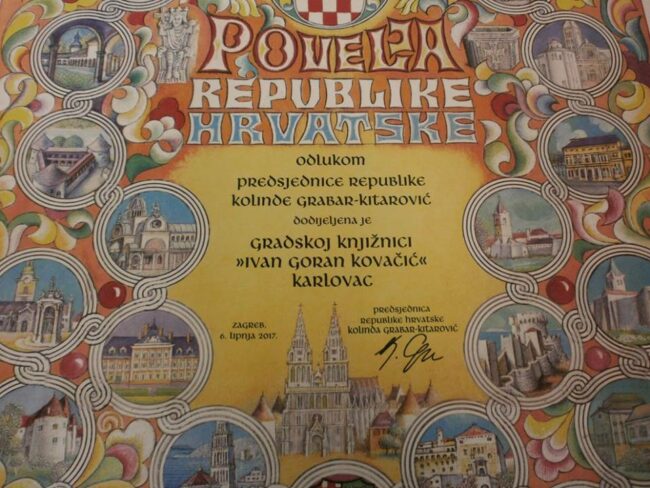 POVELJA
REPUBLIKE
HRVATSKE
odlukom
predsjednice republike
kolinde grabar-kitarović
dodijeljena je
gradskoj knjižnici
»ivan goran kovačić«
karlovac
zagreb,
6. lipnja 2017.
predsjednica
republike hrvatske
kolinda grabar-kitarović